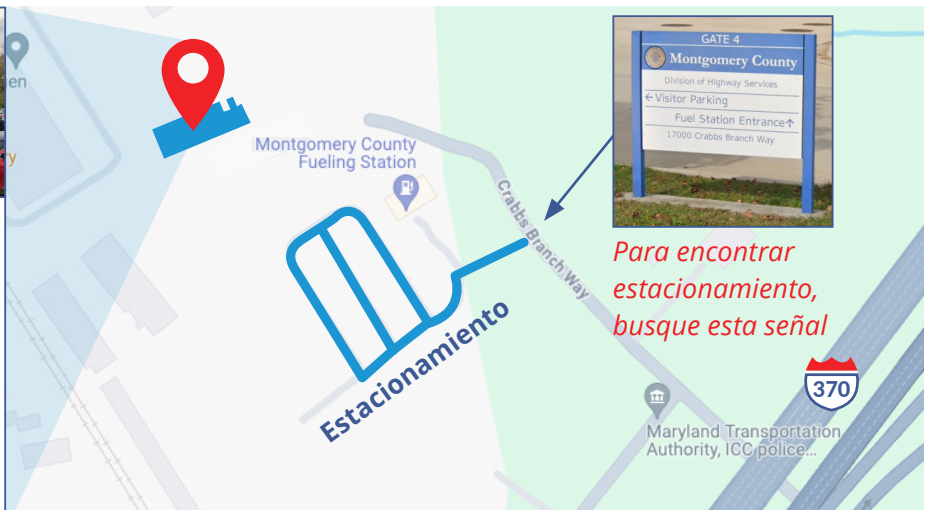 GATE 4
Montgomery County
Division of Highway Services
←Visitor Parking
Fuel Station Entrance↑
17000 Crabbs Branch Way
en
y
Montgomery County
Fueling Station
Crabbs Branch Way
Para encontrar
estacionamiento,
busque esta señal
Estacionamiento
370
Maryland Transportation
Authority, ICC police...